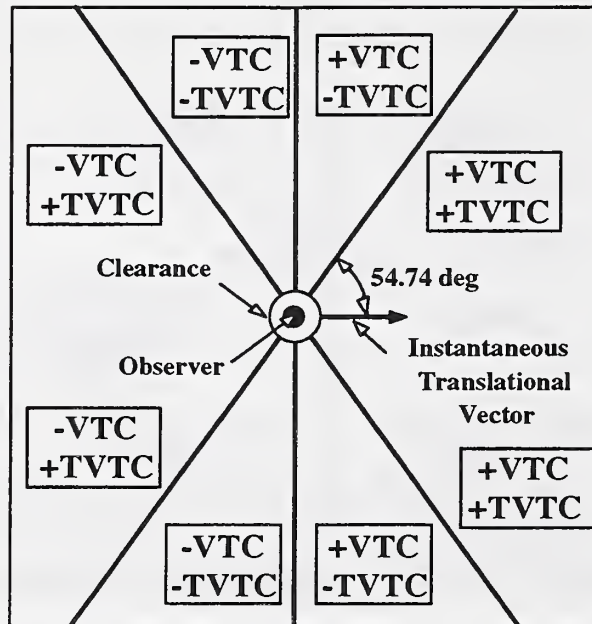 -VTC
-TVTC
+VTC
-TVTC
-VTC
+TVTC
+VTC
+TVTC
Clearance
54.74 deg
Observer
Instantaneous
Translational
Vector
-VTC
+TVTC
+VTC
+TVTC
-VTC
-TVTC
+VTC
-TVTC